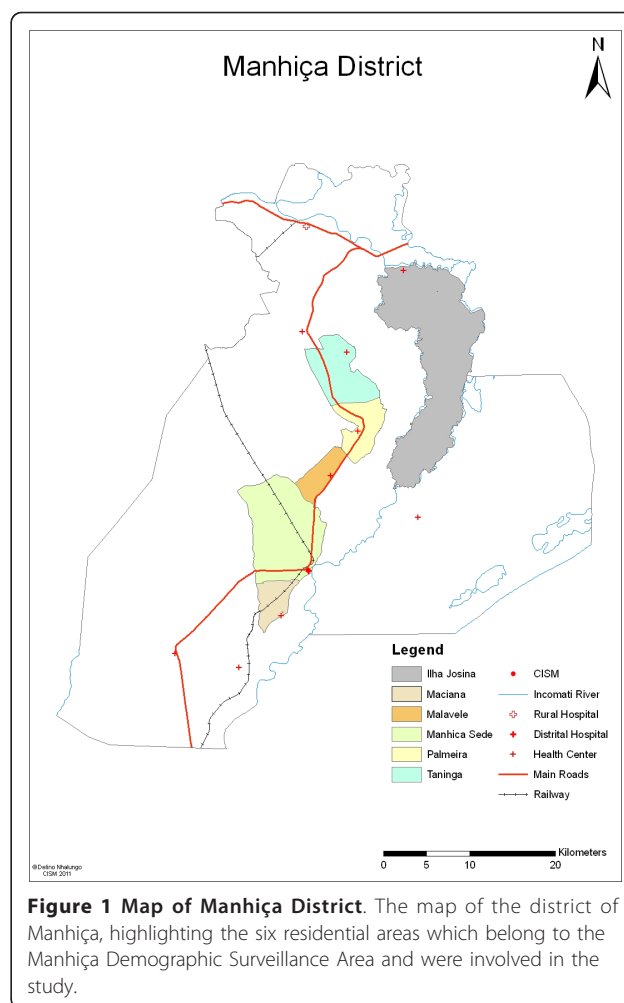 N
Manhiça District
Legend
Ilha Josina
Maciana
Malavele
Manhica Sede
Palmeira
Taninga
CISM
Incomati River
Rural Hospital
Distrital Hospital
Health Center
Main Roads
Railway
Kilometers
0 5 10 20
©Delino Nhalungo
CISM 2011
Figure 1 Map of Manhiça District. The map of the district of
Manhiça, highlighting the six residential areas which belong to the
Manhiça Demographic Surveillance Area and were involved in the
study.